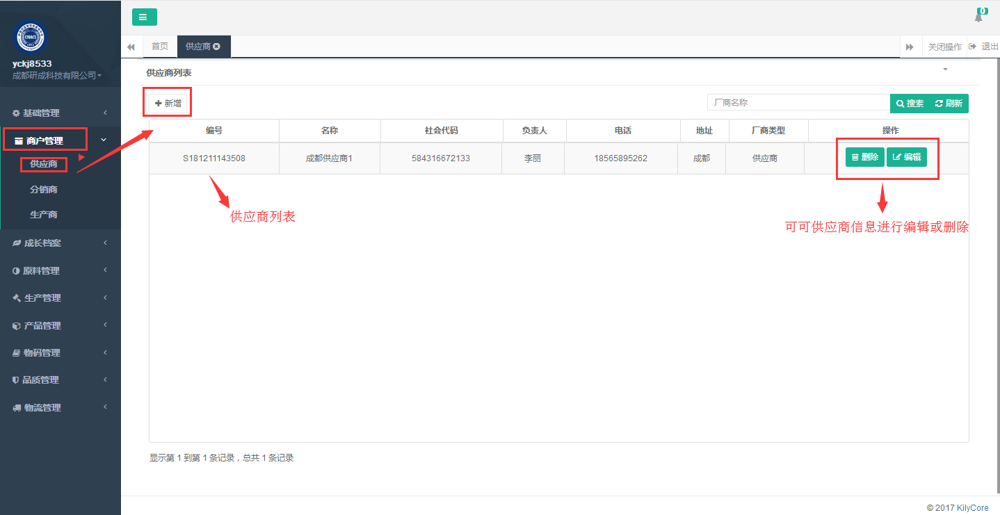 0
yckj8533
成都研成科技有限公司
首页
供应商
关闭操作
退出
供应商列表
新增
厂商名称
搜索
刷新
基础管理
商户管理
供应商
分销商
生产商
成长档案
原料管理
生产管理
产品管理
物码管理
品质管理
物流管理
编号 名称 社会代码 负责人 电话 地址 厂商类型 操作
S181211143508 成都供应商1 584316672133 李丽 18565895262 成都 供应商 删除 编辑
供应商列表
可可供应商信息进行编辑或删除
显示第 1 到第 1 条记录，总共 1 条记录
© 2017 KilyCore